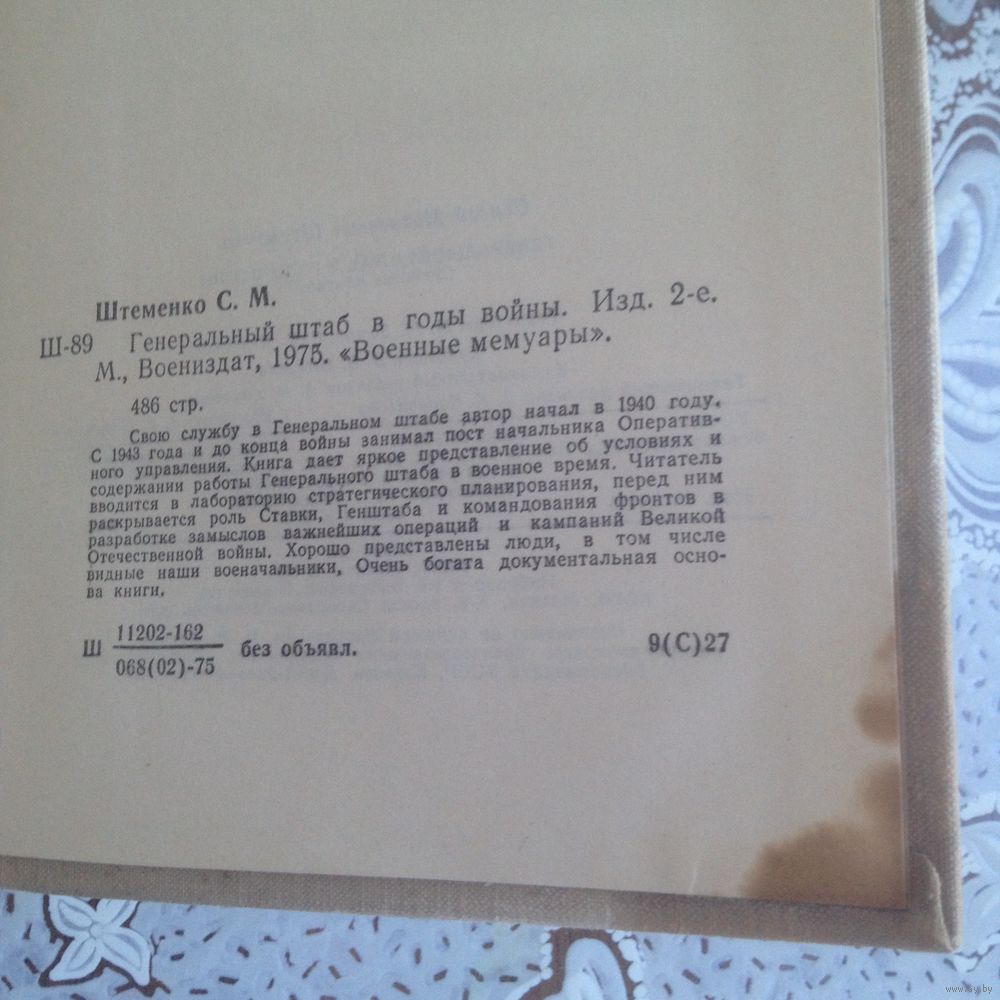 Штеменко С. М.
Ш-89 Генеральный штаб в годы войны. Изд. 2-е.
М., Воениздат, 1975. «Военные мемуары».
486 стр.
Свою службу в Генеральном штабе автор начал в 1940 году.
С 1943 года и до конца войны занимал пост начальника Оператив-
ного управления. Книга дает яркое представление об условиях и
содержании работы Генерального штаба в военное время. Читатель
вводится в лабораторию стратегического планирования, перед ним
раскрывается роль Ставки, Генштаба и командования фронтов в
разработке замыслов важнейших операций и кампаний Великой
Отечественной войны. Хорошо представлены люди, в том числе
видные наши военачальники. Очень богата документальная осно-
ва книги.
Ш 11202-162 без объявл. 9(С)27
068(02)-75
www.ay.by